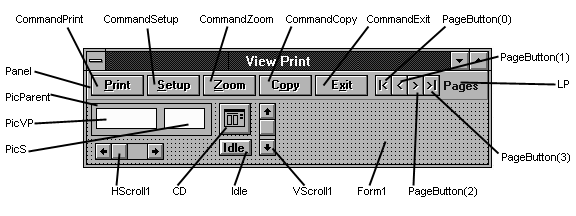 CommandPrint CommandSetup CommandZoom CommandCopy CommandExit PageButton(0)
View Print
PageButton(1)
Panel
Print Setup Zoom Copy Exit Pages
LP
PicParent
PicVP
PicS
Idle
PageButton(3)
HScroll1 CD Idle VScroll1 Form1 PageButton(2)